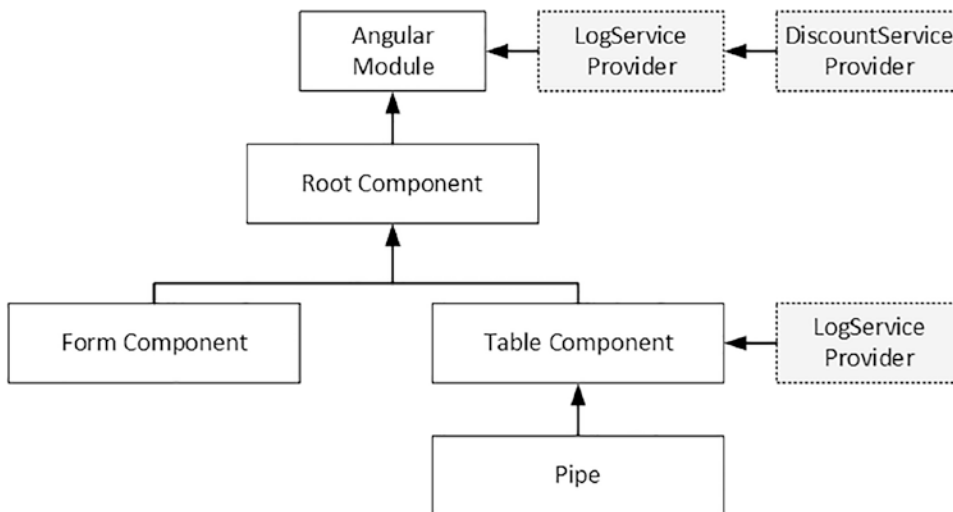 Angular
Module
LogService
Provider
DiscountService
Provider
Root Component
Form Component
Table Component
LogService
Provider
Pipe